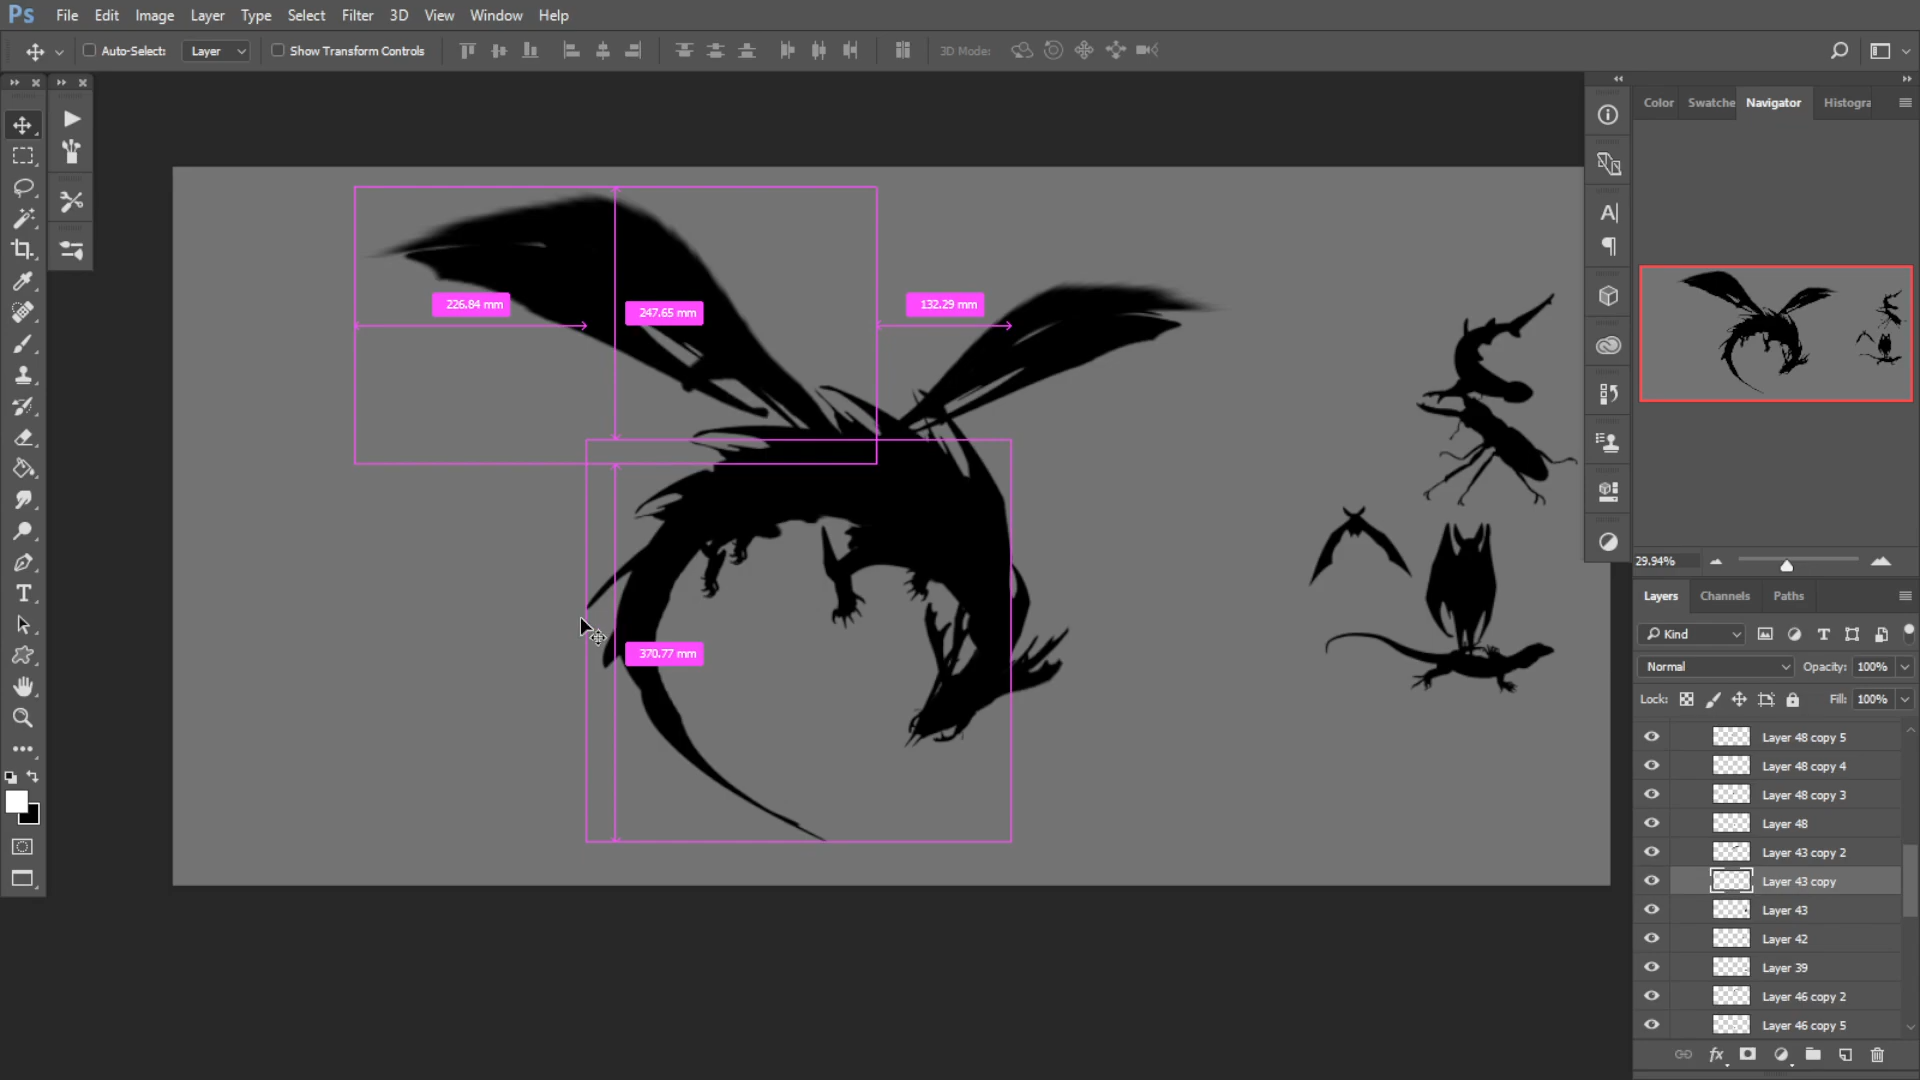 Ps File Edit Image Layer Type Select Filter 3D View Window Help
Auto-Select: Layer Show Transform Controls 3D Mode:
Color Swatche Navigator Histogra
226.84 mm
247.65 mm
132.29 mm
370.77 mm
29.94%
Layers Channels Paths
Kind
Normal Opacity: 100%
Lock: Fill: 100%
Layer 48 copy 5
Layer 48 copy 4
Layer 48 copy 3
Layer 48
Layer 43 copy 2
Layer 43 copy
Layer 43
Layer 42
Layer 39
Layer 46 copy 2
Layer 46 copy 5